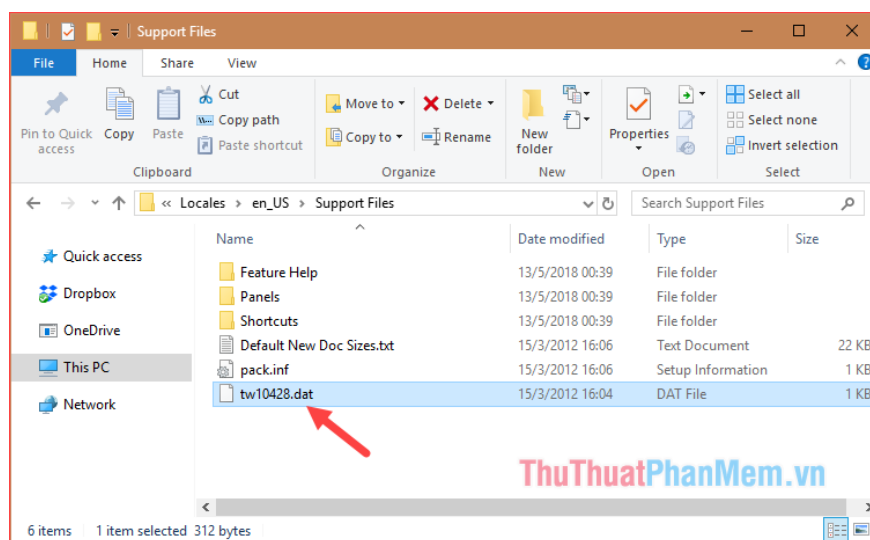 Support Files
File Home Share View
Cut
Copy path
Paste shortcut
Pin to Quick access
Copy
Paste
Clipboard
Move to
Copy to
Delete
Rename
Organize
New folder
New
Properties
Open
Select all
Select none
Invert selection
Select
« Locales > en_US > Support Files
Search Support Files
Name Date modified Type Size
Quick access
Dropbox
OneDrive
This PC
Network
Feature Help 13/5/2018 00:39 File folder
Panels 13/5/2018 00:39 File folder
Shortcuts 13/5/2018 00:39 File folder
Default New Doc Sizes.txt 15/3/2012 16:06 Text Document 22 KB
pack.inf 15/3/2012 16:06 Setup Information 1 KB
tw10428.dat 15/3/2012 16:04 DAT File 1 KB
ThuThuatPhanMem.vn
6 items 1 item selected 312 bytes